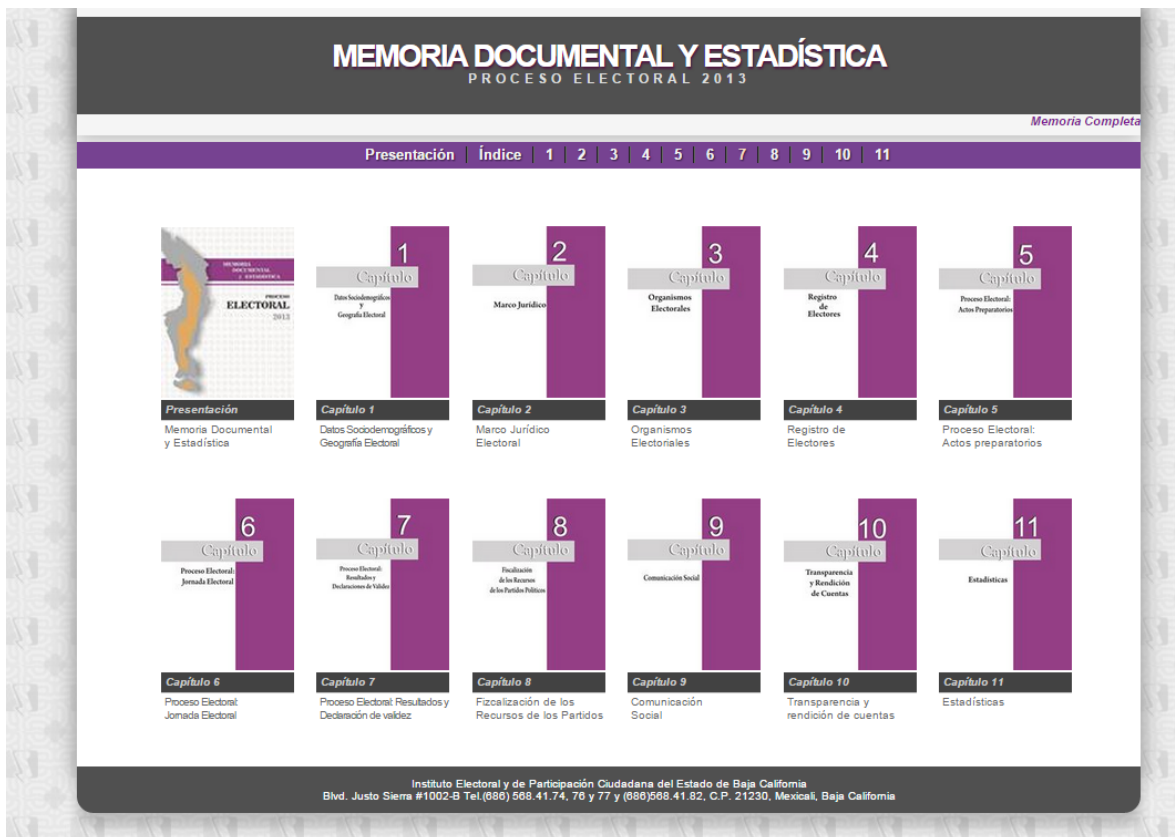 MEMORIA DOCUMENTAL Y ESTADÍSTICA
PROCESO ELECTORAL 2013
Memoria Completa
Presentación | Índice | 1 | 2 | 3 | 4 | 5 | 6 | 7 | 8 | 9 | 10 | 11
MEMORIA
DOCUMENTAL
Y ESTADÍSTICA
PROCESO
ELECTORAL
2013
Presentación
Memoria Documental
y Estadística
1
Capítulo
Datos Sociodemográficos
y
Geografía Electoral
Capítulo 1
Datos Sociodemográficos y
Geografía Electoral
2
Capítulo
Marco Jurídico
Capítulo 2
Marco Jurídico
Electoral
3
Capítulo
Organismos
Electorales
Capítulo 3
Organismos
Electoriales
4
Capítulo
Registro
de
Electores
Capítulo 4
Registro de
Electores
5
Capítulo
Proceso Electoral:
Actos Preparatorios
Capítulo 5
Proceso Electoral:
Actos preparatorios
6
Capítulo
Proceso Electoral:
Jornada Electoral
Capítulo 6
Proceso Electoral:
Jornada Electoral
7
Capítulo
Proceso Electoral:
Resultados y
Declaraciones de Válidez
Capítulo 7
Proceso Electoral: Resultados y
Declaración de validez
8
Capítulo
Fiscalización
de los Recursos
de los Partidos Políticos
Capítulo 8
Fizcalización de los
Recursos de los Partidos
9
Capítulo
Comunicación Social
Capítulo 9
Comunicación
Social
10
Capítulo
Transparencia
y Rendición
de Cuentas
Capítulo 10
Transparencia y
rendición de cuentas
11
Capítulo
Estadísticas
Capítulo 11
Estadísticas
Instituto Electoral y de Participación Ciudadana del Estado de Baja California
Blvd. Justo Sierra #1002-B Tel.(686) 568.41.74, 76 y 77 y (686)568.41.82, C.P. 21230, Mexicali, Baja California